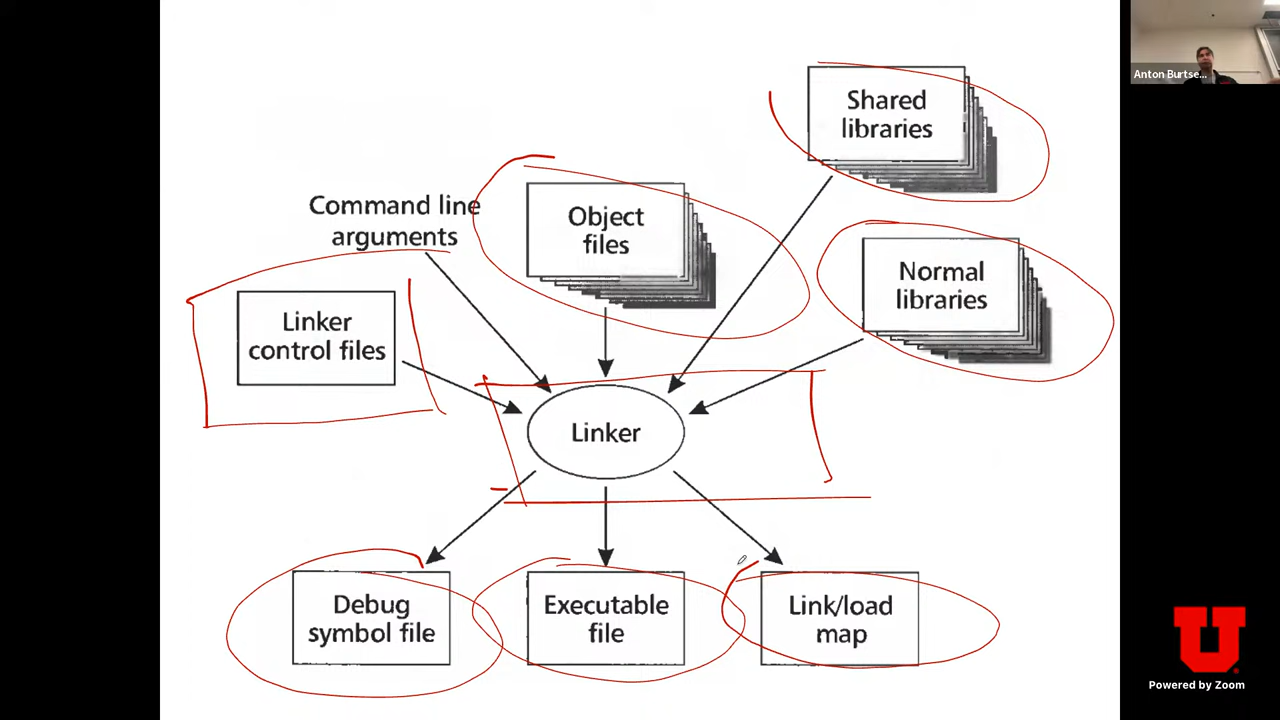 Shared
libraries
Anton Burtse...
Command line
arguments
Object
files
Normal
libraries
Linker
control files
Linker
Debug
symbol file
Executable
file
Link/load
map
U
Powered by Zoom